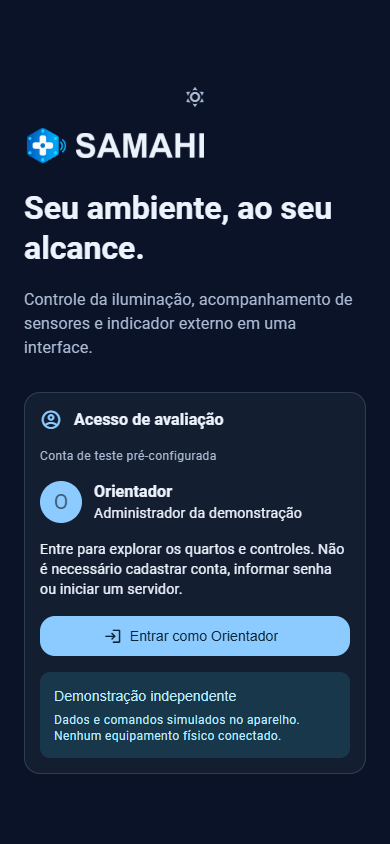 SAMAHI
Seu ambiente, ao seu
alcance.
Controle da iluminação, acompanhamento de
sensores e indicador externo em uma
interface.
Acesso de avaliação
Conta de teste pré-configurada
O
Orientador
Administrador da demonstração
Entre para explorar os quartos e controles. Não
é necessário cadastrar conta, informar senha
ou iniciar um servidor.
Entrar como Orientador
Demonstração independente
Dados e comandos simulados no aparelho.
Nenhum equipamento físico conectado.